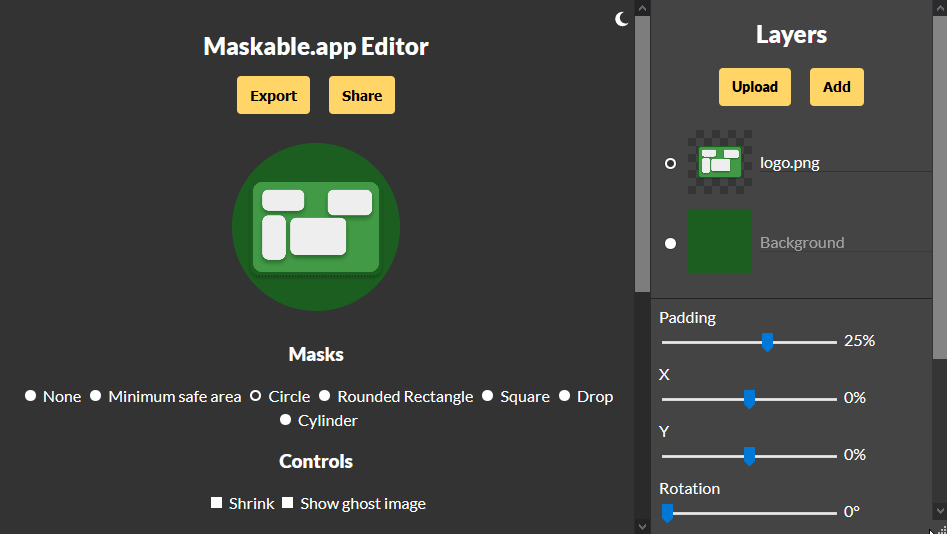 Maskable.app Editor
Export
Share
Masks
None
Minimum safe area
Circle
Rounded Rectangle
Square
Drop
Cylinder
Controls
Shrink
Show ghost image
Layers
Upload
Add
logo.png
Background
Padding
25%
X
0%
Y
0%
Rotation
0°